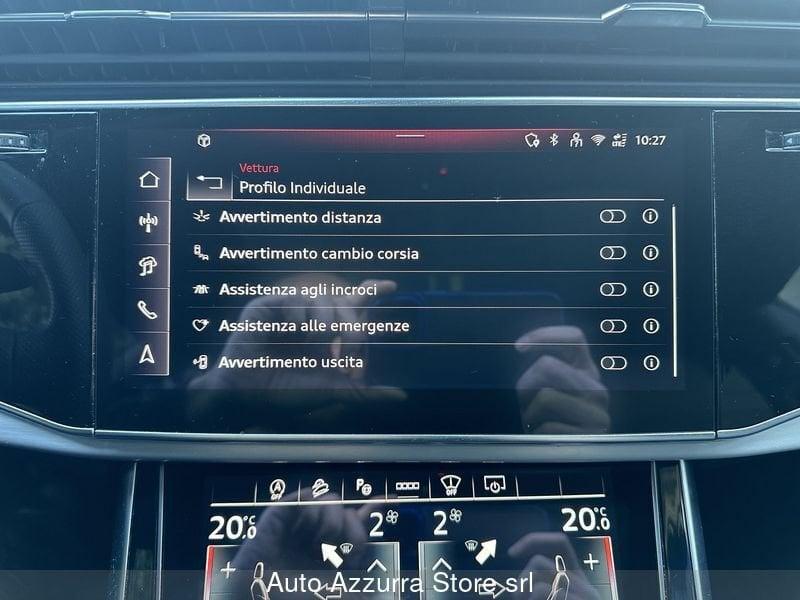 10:27
Vettura
Profilo Individuale
Avvertimento distanza
Avvertimento cambio corsia
Assistenza agli incroci
Assistenza alle emergenze
Avvertimento uscita
OFF
OFF
20.0°C 2 2 20.0°C
Auto Azzurra Store srl